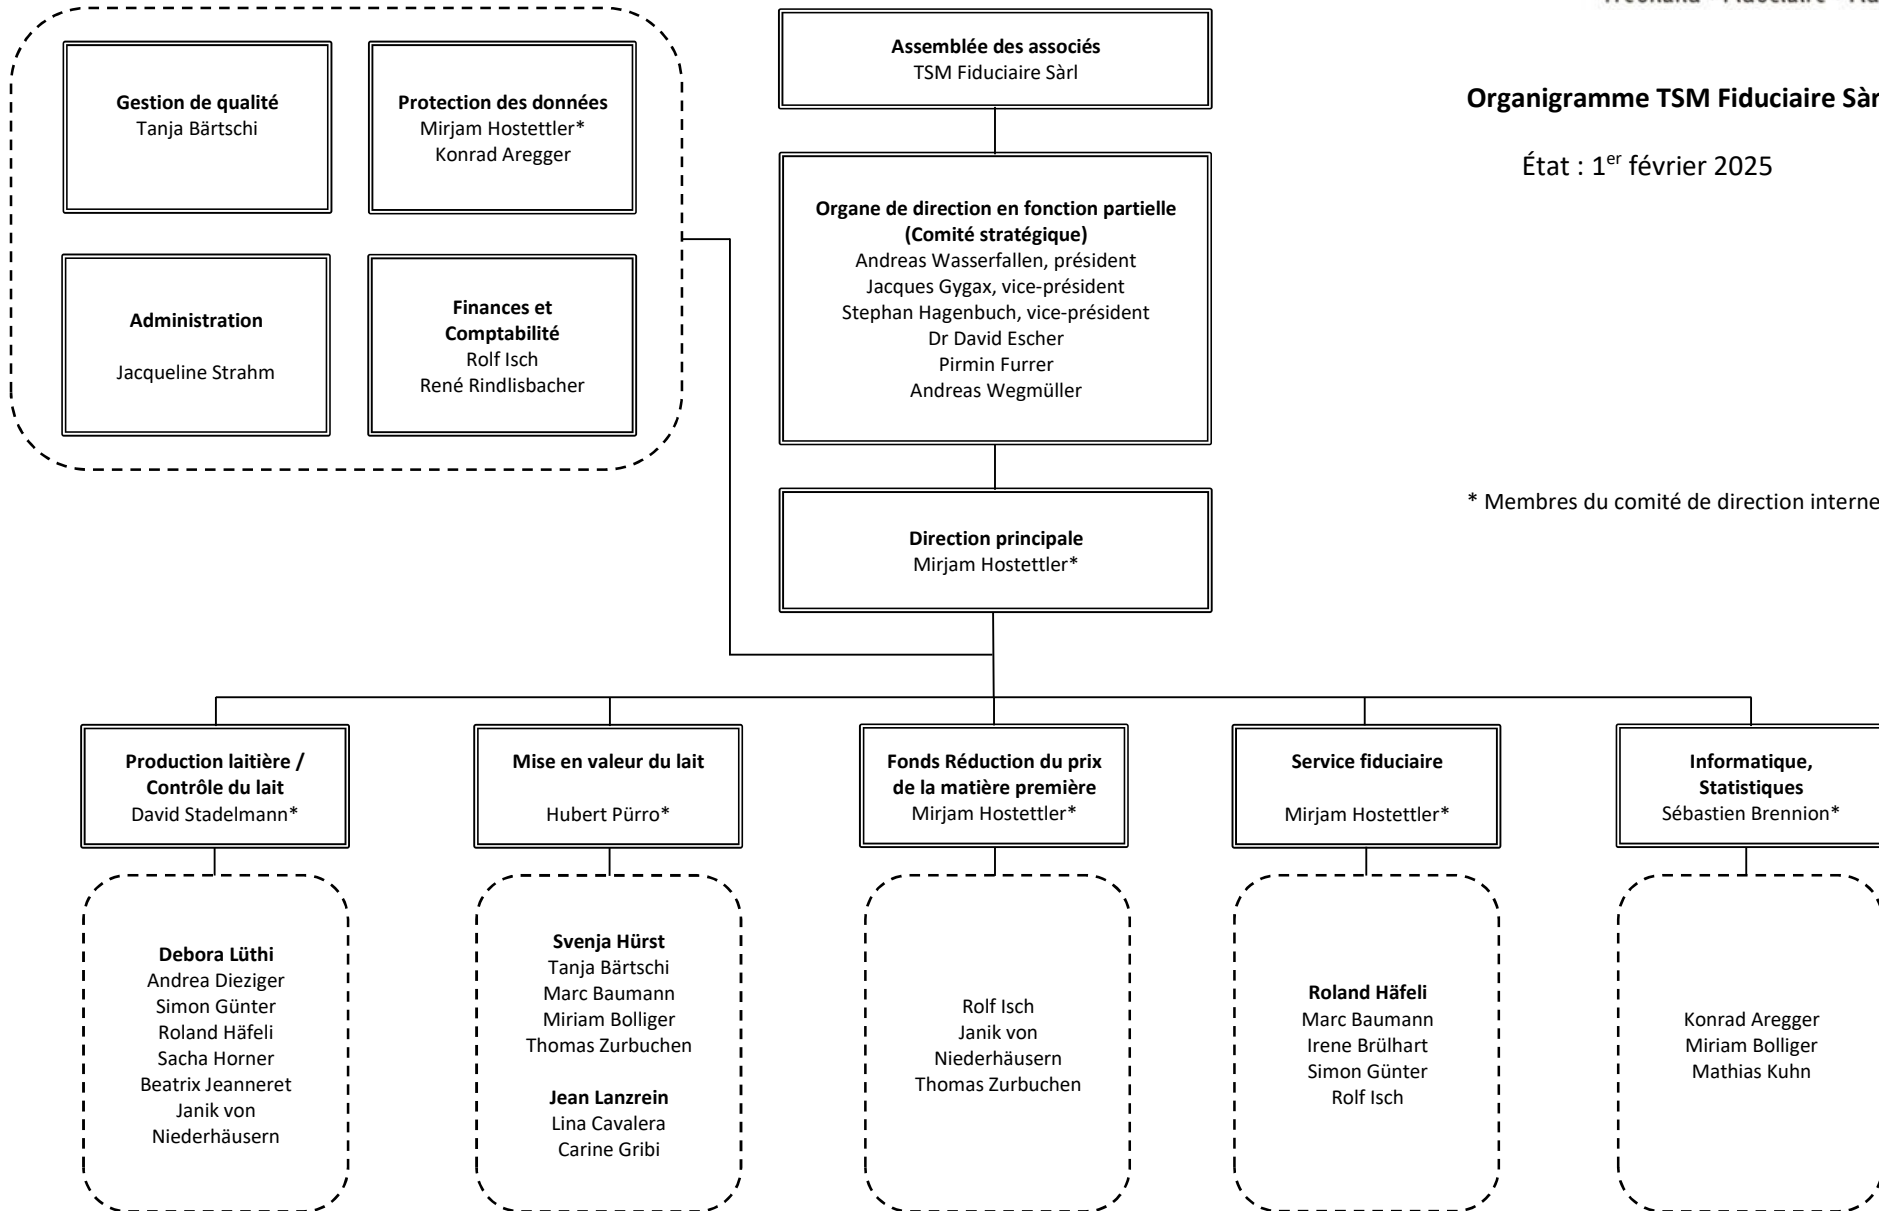 Gestion de qualité
Tanja Bärtschi
Protection des données
Mirjam Hostettler*
Konrad Aregger
Administration
Jacqueline Strahm
Finances et
Comptabilité
Rolf Isch
René Rindlisbacher
Assemblée des associés
TSM Fiduciaire Sàrl
Organe de direction en fonction partielle
(Comité stratégique)
Andreas Wasserfallen, président
Jacques Gygax, vice-président
Stephan Hagenbuch, vice-président
Dr David Escher
Pirmin Furrer
Andreas Wegmüller
Direction principale
Mirjam Hostettler*
Organigramme TSM Fiduciaire Sàr
État : 1er février 2025
* Membres du comité de direction interne
Production laitière /
Contrôle du lait
David Stadelmann*
Mise en valeur du lait
Hubert Pürro*
Fonds Réduction du prix
de la matière première
Mirjam Hostettler*
Service fiduciaire
Mirjam Hostettler*
Informatique,
Statistiques
Sébastien Brennion*
Debora Lüthi
Andrea Dieziger
Simon Günter
Roland Häfeli
Sacha Horner
Beatrix Jeanneret
Janik von
Niederhäusern
Svenja Hürst
Tanja Bärtschi
Marc Baumann
Miriam Bolliger
Thomas Zurbuchen
Jean Lanzrein
Lina Cavalera
Carine Gribi
Rolf Isch
Janik von
Niederhäusern
Thomas Zurbuchen
Roland Häfeli
Marc Baumann
Irene Brülhart
Simon Günter
Rolf Isch
Konrad Aregger
Miriam Bolliger
Mathias Kuhn